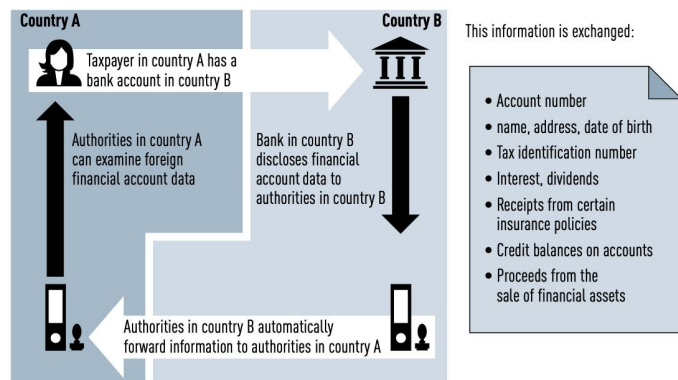 Country A
Country B
Taxpayer in country A has a
bank account in country B
Authorities in country A
can examine foreign
financial account data
Bank in country B
discloses financial
account data to
authorities in country B
Authorities in country B automatically
forward information to authorities in country A
This information is exchanged:
• Account number
• name, address, date of birth
• Tax identification number
• Interest, dividends
• Receipts from certain
insurance policies
• Credit balances on accounts
• Proceeds from the
sale of financial assets